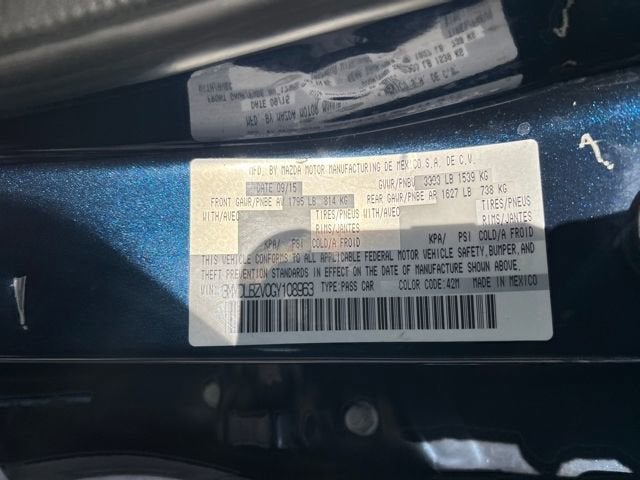 MFD. BY MAZDA MOTOR MANUFACTURING DE MEXICO S.A. DE C.V.
DATE 09/15 GVWR/PNBV 3393 LB 1539 KG
FRONT GAWR/PNBE AV 1795 LB 814 KG REAR GAWR/PNBE AR 1627 LB 738 KG
WITH/AVEC TIRES/PNEUS WITH/AVEC TIRES/PNEUS
RIMS/JANTES RIMS/JANTES
KPA/ PSI COLD/A FROID KPA/ PSI COLD/A FROID
THIS VEHICLE CONFORMS TO ALL APPLICABLE FEDERAL MOTOR VEHICLE SAFETY, BUMPER, AND
THEFT PREVENTION STANDARDS IN EFFECT ON THE DATE OF MANUFACTURE SHOWN ABOVE.
VIN: TYPE: PASS CAR COLOR CODE: 42M MADE IN MEXICO